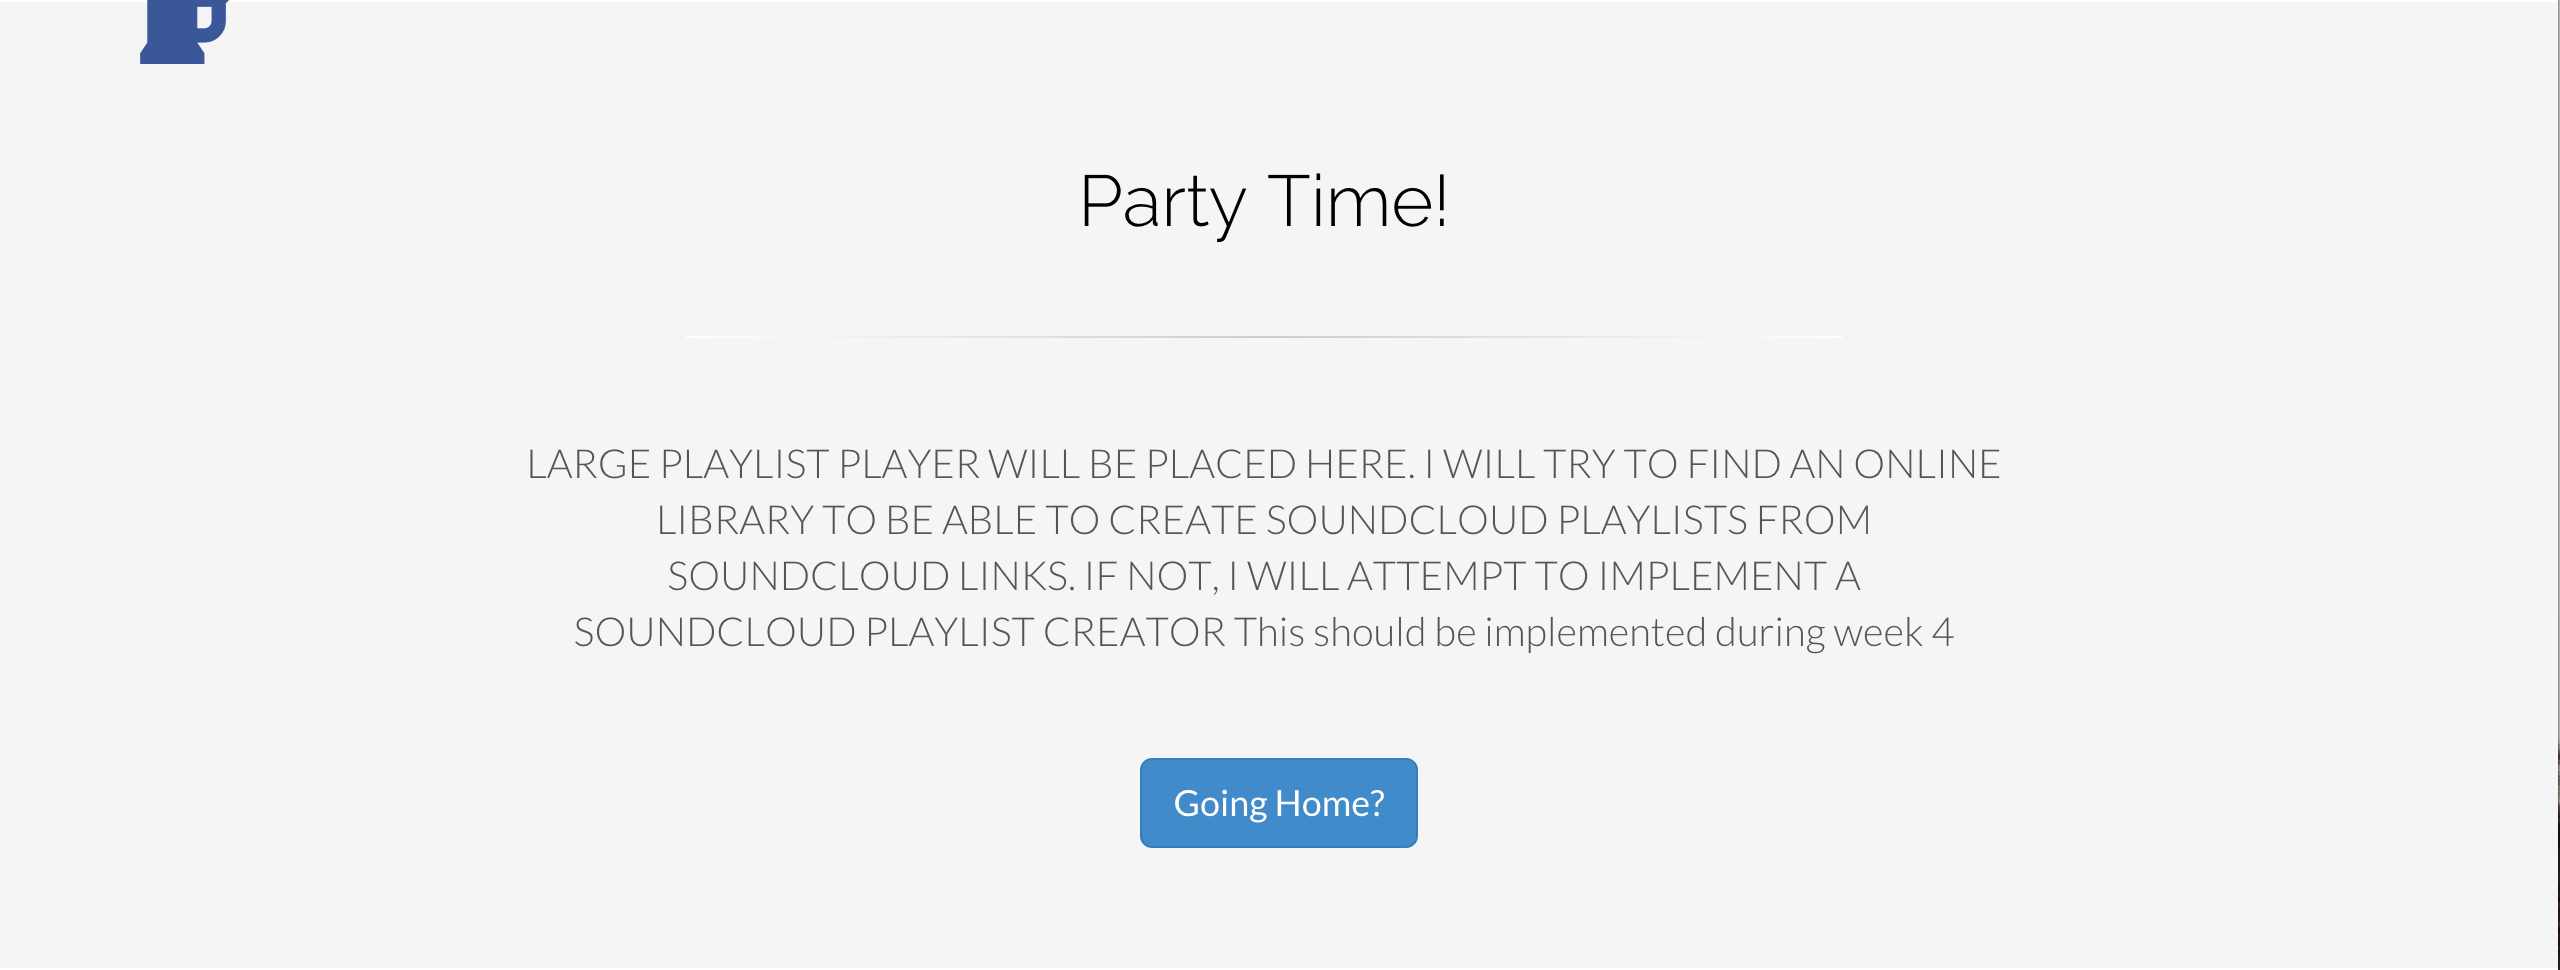 Party Time!
LARGE PLAYLIST PLAYER WILL BE PLACED HERE. I WILL TRY TO FIND AN ONLINE
LIBRARY TO BE ABLE TO CREATE SOUNDCLOUD PLAYLISTS FROM
SOUNDCLOUD LINKS. IF NOT, I WILL ATTEMPT TO IMPLEMENT A
SOUNDCLOUD PLAYLIST CREATOR This should be implemented during week 4
Going Home?